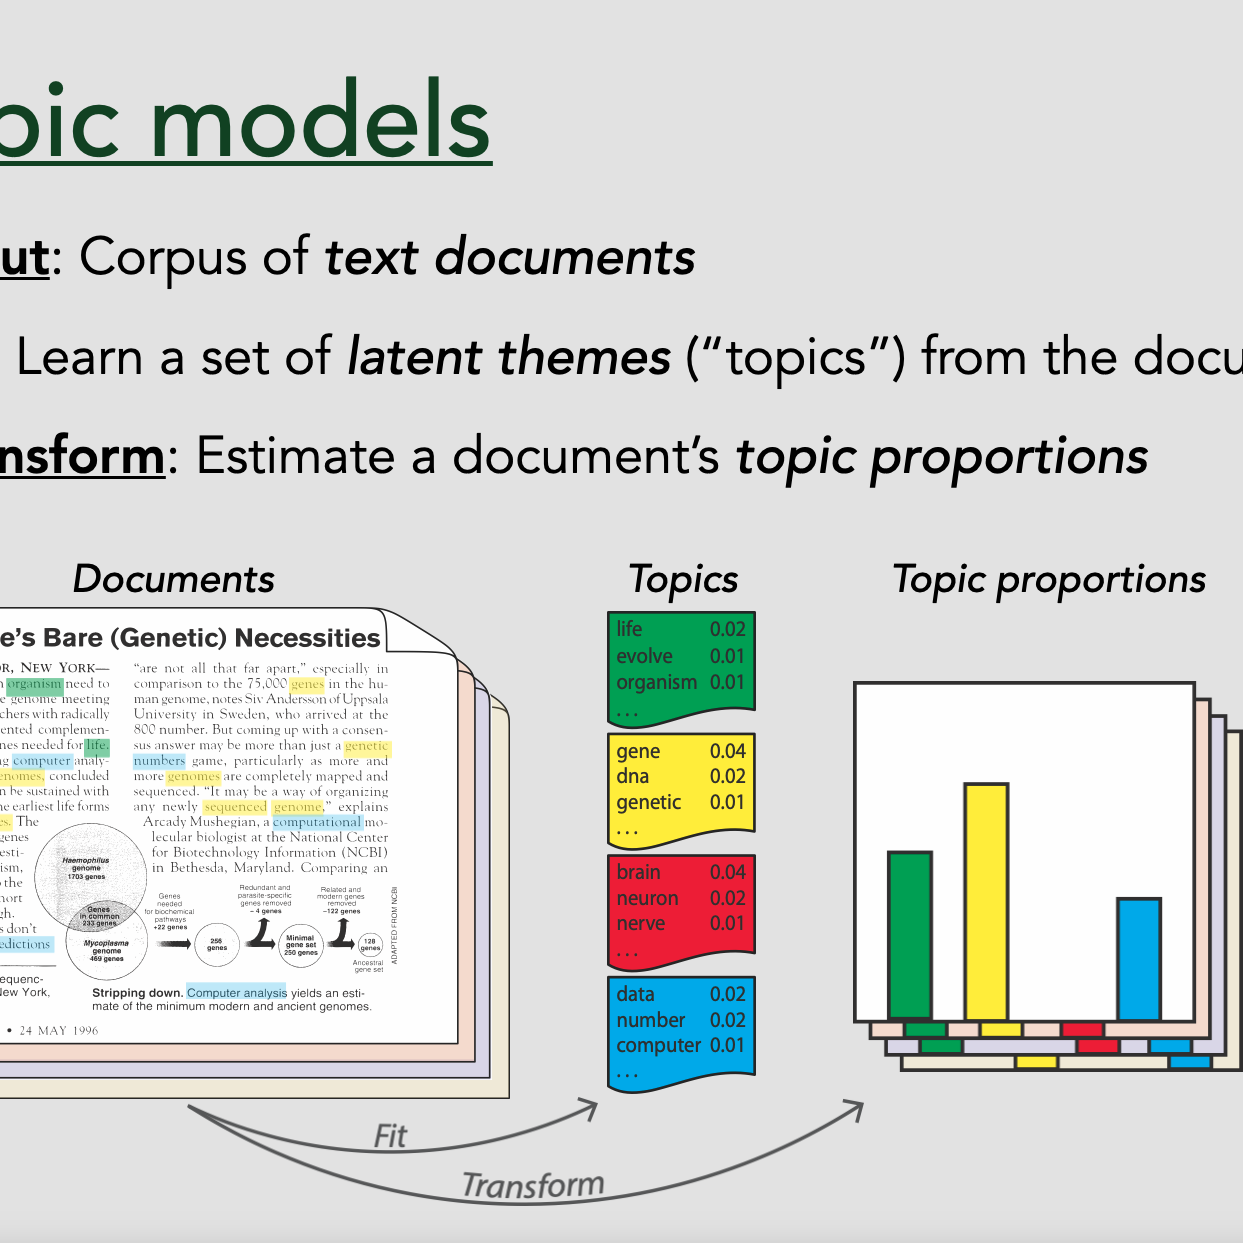 pic models
ut: Corpus of text documents
Learn a set of latent themes (“topics”) from the docu
nsform: Estimate a document’s topic proportions
Documents
e’s Bare (Genetic) Necessities
OR, NEW YORK—
organism need to
e genome meeting
chers with radically
ented complemen-
nes needed for life.
ng computer analy-
enomes, concluded
n be sustained with
he earliest life forms
es. The
genes
esti-
ism,
o the
hort
gh.
s don’t
edictions
“are not all that far apart,” especially in
comparison to the 75,000 genes in the hu-
man genome, notes Siv Andersson of Uppsala
University in Sweden, who arrived at the
800 number. But coming up with a consen-
sus answer may be more than just a genetic
numbers game, particularly as more and
more genomes are completely mapped and
sequenced. “It may be a way of organizing
any newly sequenced genome,” explains
Arcady Mushegian, a computational mo-
lecular biologist at the National Center
for Biotechnology Information (NCBI)
in Bethesda, Maryland. Comparing an
Haemophilus
genome
1703 genes
Genes
in common
233 genes
Mycoplasma
genome
469 genes
Genes
needed
for biochemical
pathways
+22 genes
256
genes
Redundant and
parasite-specific
genes removed
– 4 genes
Minimal
gene set
250 genes
Related and
modern genes
removed
–122 genes
128
genes
Ancestral
gene set
ADAPTED FROM NCBI
equenc-
New York,
Stripping down. Computer analysis yields an esti-
mate of the minimum modern and ancient genomes.
• 24 MAY 1996
Topics
life 0.02
evolve 0.01
organism 0.01
...
gene 0.04
dna 0.02
genetic 0.01
...
brain 0.04
neuron 0.02
nerve 0.01
...
data 0.02
number 0.02
computer 0.01
...
Topic proportions
Fit
Transform